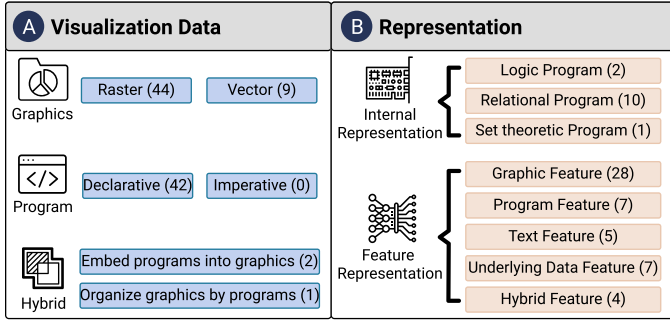 A Visualization Data
Raster (44) Vector (9)
Graphics
</>
Declarative (42) Imperative (0)
Program
Embed programs into graphics (2)
Organize graphics by programs (1)
Hybrid
B Representation
Logic Program (2)
Relational Program (10)
Set theoretic Program (1)
Internal
Representation
Graphic Feature (28)
Program Feature (7)
Text Feature (5)
Underlying Data Feature (7)
Hybrid Feature (4)
Feature
Representation